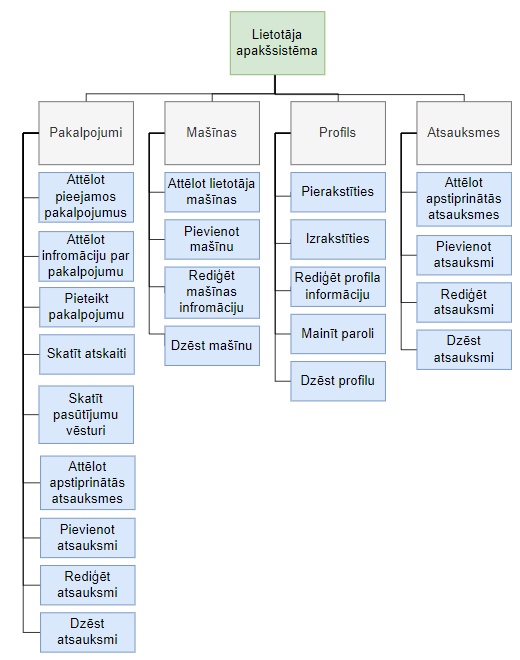 Lietotāja
apakšsistēma
Pakalpojumi
Attēlot
pieejamos
pakalpojumus
Attēlot
infromāciju par
pakalpojumu
Pieteikt
pakalpojumu
Skatīt atskaiti
Skatīt
pasūtījumu
vēsturi
Attēlot
apstiprinātās
atsauksmes
Pievienot
atsauksmi
Rediģēt
atsauksmi
Dzēst
atsauksmi
Mašīnas
Attēlot lietotāja
mašīnas
Pievienot
mašīnu
Rediģēt
mašīnas
infromāciju
Dzēst mašīnu
Profils
Pierakstīties
Izrakstīties
Rediģēt profila
informāciju
Mainīt paroli
Dzēst profilu
Atsauksmes
Attēlot
apstiprinātās
atsauksmes
Pievienot
atsauksmi
Rediģēt
atsauksmi
Dzēst
atsauksmi